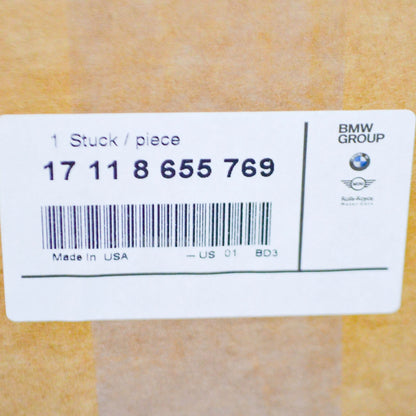 1 Stuck / piece
17 11 8 655 769
Made In USA
— US 01 BD3
BMW
GROUP
MINI
Rolls-Royce
Motor Cars